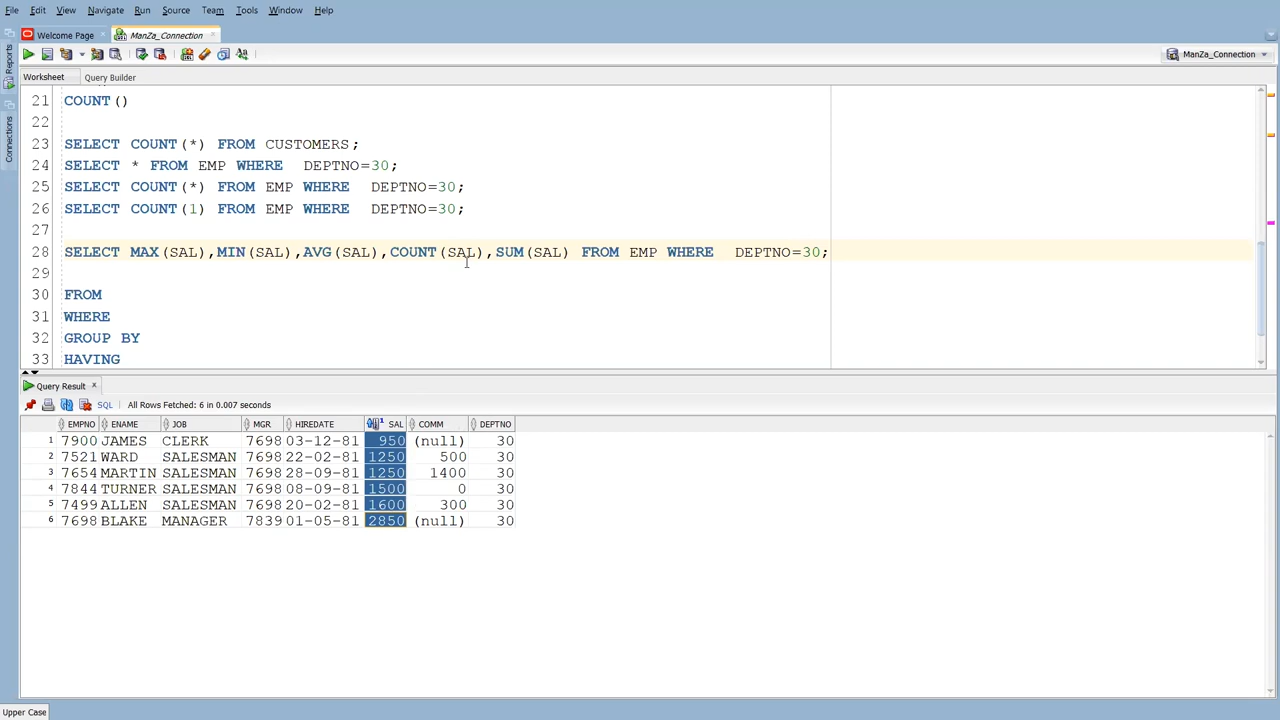 File Edit View Navigate Run Source Team Tools Window Help
Welcome Page ManZa_Connection
ManZa_Connection
Reports
Connections
Worksheet Query Builder
21 COUNT()
22
23 SELECT COUNT(*) FROM CUSTOMERS;
24 SELECT * FROM EMP WHERE DEPTNO=30;
25 SELECT COUNT(*) FROM EMP WHERE DEPTNO=30;
26 SELECT COUNT(1) FROM EMP WHERE DEPTNO=30;
27
28 SELECT MAX(SAL),MIN(SAL),AVG(SAL),COUNT(SAL),SUM(SAL) FROM EMP WHERE DEPTNO=30;
29
30 FROM
31 WHERE
32 GROUP BY
33 HAVING
Query Result
SQL All Rows Fetched: 6 in 0.007 seconds
EMPNO ENAME JOB MGR HIREDATE SAL COMM DEPTNO
1 7900 JAMES CLERK 7698 03-12-81 950 (null) 30
2 7521 WARD SALESMAN 7698 22-02-81 1250 500 30
3 7654 MARTIN SALESMAN 7698 28-09-81 1250 1400 30
4 7844 TURNER SALESMAN 7698 08-09-81 1500 0 30
5 7499 ALLEN SALESMAN 7698 20-02-81 1600 300 30
6 7698 BLAKE MANAGER 7839 01-05-81 2850 (null) 30
Upper Case